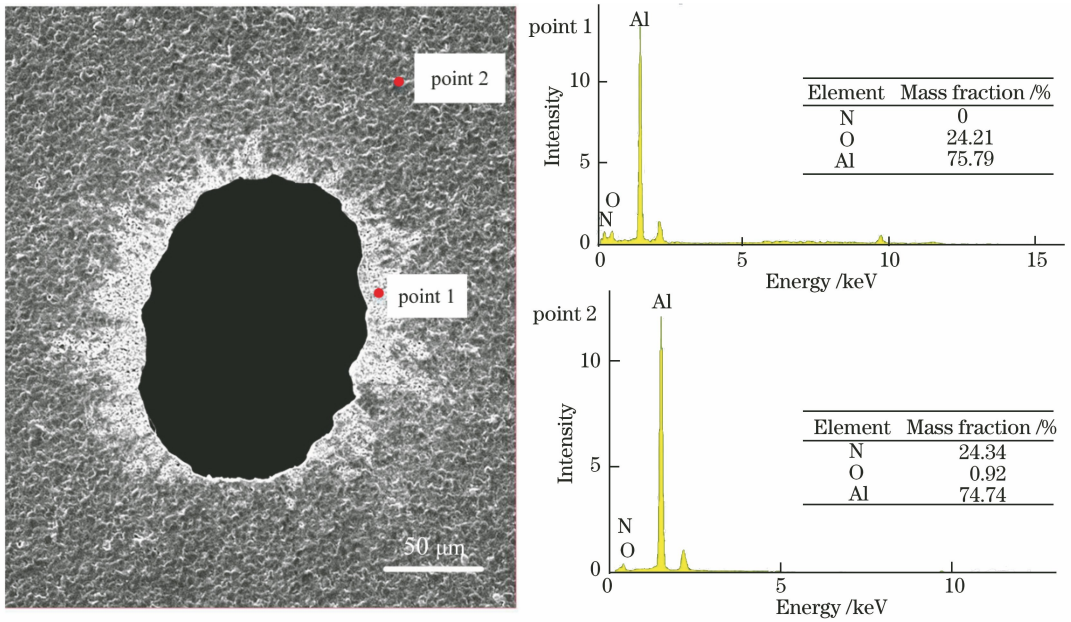 point 2
point 1
50 μm
point 1
Al
Intensity
10
5
0
O
N
Element Mass fraction /%
N 0
O 24.21
Al 75.79
0 5 10 15
Energy /keV
point 2
Al
Intensity
10
5
0
N
O
Element Mass fraction /%
N 24.34
O 0.92
Al 74.74
0 5 10
Energy /keV